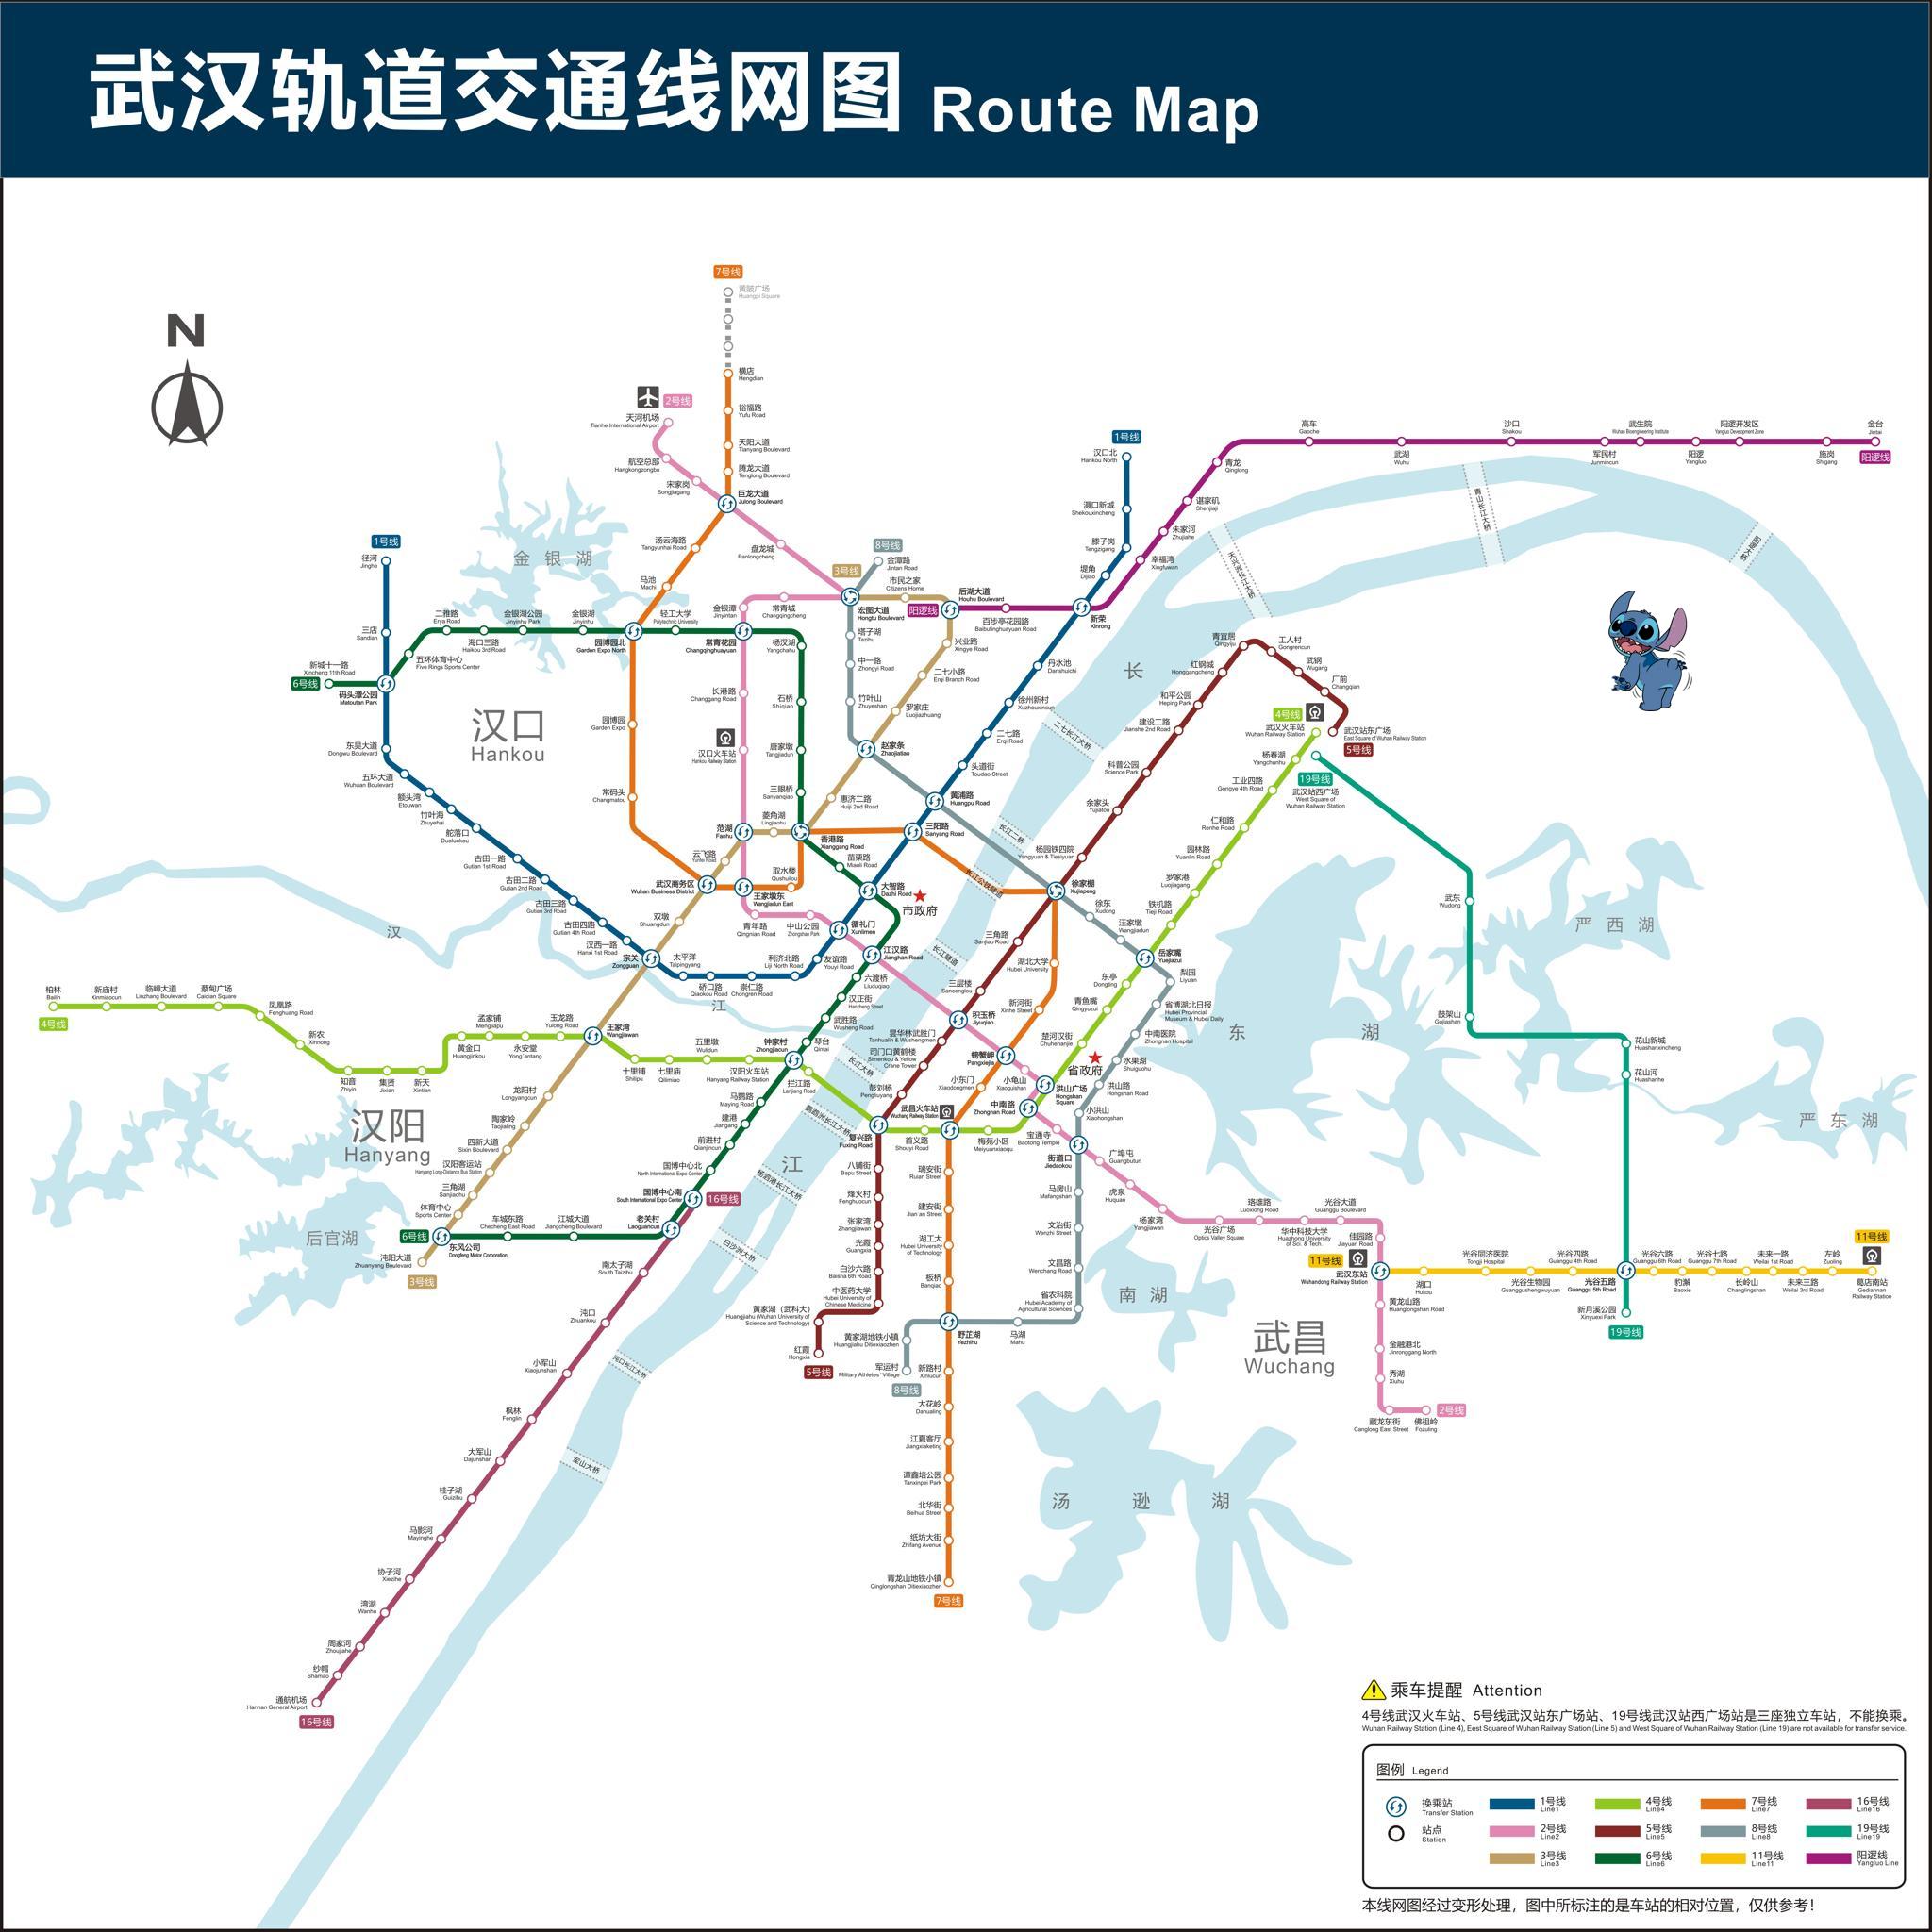 武汉轨道交通线网图 Route Map
N
7号线
黄陂广场
Huangpi Square
横店
Hengdian
裕福路
Yufu Road
天阳大道
Tianyang Boulevard
腾龙大道
Tenglong Boulevard
巨龙大道
Julong Boulevard
2号线
天河机场
Tianhe International Airport
航空总部
Hangkongzongbu
宋家岗
Songjiagang
盘龙城
Panlongcheng
汤云海路
Tangyunhai Road
马池
Machi
1号线
汉口北
Hankou North
滠口新城
Shekouxincheng
滕子岗
Tengzigang
堤角
Dijiao
新荣
Xinrong
高车
Gaoche
武湖
Wuhu
沙口
Shakou
军民村
Junmincun
武生院
Wuhan Bioengineering Institute
阳逻
Yangluo
阳逻开发区
Yangluo Development Zone
施岗
Shigang
金台
Jintai
阳逻线
青龙
Qinglong
谌家矶
Shenjiaji
朱家河
Zhujiahe
幸福湾
Xingfuwan
青山长江大桥
天兴洲长江大桥
阳逻大桥
1号线
径河
Jinghe
三店
Sandian
金银湖
二雅路
Erya Road
海口三路
Haikou 3rd Road
金银湖公园
Jinyinhu Park
金银湖
Jinyinhu
园博园北
Garden Expo North
轻工大学
Polytechnic University
金银潭
Jinyintan
常青城
Changqingcheng
常青花园
Changqinghuayuan
杨汊湖
Yangchahu
8号线
金潭路
Jintan Road
3号线
市民之家
Citizens Home
宏图大道
Hongtu Boulevard
阳逻线
后湖大道
Houhu Boulevard
百步亭花园路
Baibutinghuayuan Road
五环体育中心
Five Rings Sports Center
新城十一路
Xincheng 11th Road
6号线
码头潭公园
Matoutan Park
塔子湖
Tazihu
中一路
Zhongyi Road
竹叶山
Zhuyeshan
兴业路
Xingye Road
二七小路
Erqi Branch Road
罗家庄
Luojiazhuang
赵家条
Zhaojiatiao
丹水池
Danshuichi
徐州新村
Xuzhouxincun
二七路
Erqi Road
头道街
Toudao Street
黄浦路
Huangpu Road
长
二七长江大桥
长港路
Changgang Road
石桥
Shiqiao
汉口火车站
Hankou Railway Station
唐家墩
Tangjiadun
三眼桥
Sanyanqiao
惠济二路
Huiji 2nd Road
汉口
Hankou
园博园
Garden Expo
常码头
Changmatou
东吴大道
Dongwu Boulevard
五环大道
Wuhuan Boulevard
额头湾
Etouwan
竹叶海
Zhuyehai
舵落口
Duoluokou
古田一路
Gutian 1st Road
古田二路
Gutian 2nd Road
古田三路
Gutian 3rd Road
古田四路
Gutian 4th Road
汉西一路
Hanxi 1st Road
宗关
Zongguan
青宜居
Qingyiju
工人村
Gongrencun
武钢
Wugang
厂前
Changqian
红钢城
Honggangcheng
和平公园
Heping Park
建设二路
Jianshe 2nd Road
科普公园
Science Park
余家头
Yujiatou
杨园铁四院
Yangyuan & Tiesiyuan
徐家棚
Xujiapeng
4号线
武汉火车站
Wuhan Railway Station
武汉站东广场
East Square of Wuhan Railway Station
5号线
杨春湖
Yangchunhu
19号线
武汉站西广场
West Square of
Wuhan Railway Station
工业四路
Gongye 4th Road
仁和路
Renhe Road
园林路
Yuanlin Road
罗家港
Luojiagang
铁机路
Tieji Road
范湖
Fanhu
菱角湖
Lingjiaohu
香港路
Xianggang Road
三阳路
Sanyang Road
长江二桥
长江公铁隧道
云飞路
Yunfei Road
武汉商务区
Wuhan Business District
王家墩东
Wangjiadun East
取水楼
Qushuilou
苗栗路
Miaoli Road
大智路
Dazhi Road
市政府
双墩
Shuangdun
青年路
Qingnian Road
中山公园
Zhongshan Park
循礼门
Xunlimen
江汉路
Jianghan Road
友谊路
Youyi Road
太平洋
Taipingyang
硚口路
Qiaokou Road
崇仁路
Chongren Road
利济北路
Liji North Road
六渡桥
Liuduqiao
汉正街
Hanzheng Street
武胜路
Wusheng Road
琴台
Qintai
汉
江
长江隧道
徐东
Xudong
汪家墩
Wangjiadun
岳家嘴
Yuejiazui
梨园
Liyuan
东亭
Dongting
青鱼嘴
Qingyuzui
楚河汉街
Chuhehanjie
省博湖北日报
Hubei Provincial
Museum & Hubei Daily
中南医院
Zhongnan Hospital
水果湖
Shuiguohu
洪山路
Hongshan Road
小洪山
Xiaohongshan
三角路
Sanjiao Road
湖北大学
Hubei University
三层楼
Sancenglou
新河街
Xinhe Street
积玉桥
Jiyuqiao
螃蟹岬
Pangxiejia
昙华林武胜门
Tanhualin & Wushengmen
司门口黄鹤楼
Simenkou & Yellow
Crane Tower
小东门
Xiaodongmen
小龟山
Xiaoguishan
省政府
洪山广场
Hongshan
Square
中南路
Zhongnan Road
彭刘杨
Pengliuyang
武昌火车站
Wuchang Railway Station
复兴路
Fuxing Road
首义路
Shouyi Road
梅苑小区
Meiyuanxiaoqu
宝通寺
Baotong Temple
街道口
Jiedaokou
广埠屯
Guangbutun
虎泉
Huquan
杨家湾
Yangjiawan
光谷广场
Optics Valley Square
珞雄路
Luoxiong Road
华中科技大学
Huazhong University
of Sci. & Tech.
光谷大道
Guanggu Boulevard
佳园路
Jiayuan Road
东湖
严西湖
严东湖
武东
Wudong
鼓架山
Gujiashan
花山新城
Huashanxincheng
花山河
Huashanhe
柏林
Bailin
4号线
新庙村
Xinmiaocun
临嶂大道
Linzhang Boulevard
蔡甸广场
Caidian Square
凤凰路
Fenghuang Road
新农
Xinnong
知音
Zhiyin
集贤
Jixian
新天
Xintian
黄金口
Huangjinkou
孟家铺
Mengjiapu
永安堂
Yong'antang
玉龙路
Yulong Road
王家湾
Wangjiawan
十里铺
Shilipu
七里庙
Qilimiao
五里墩
Wulidun
汉阳火车站
Hanyang Railway Station
钟家村
Zhongjiacun
拦江路
Lanjiang Road
马鹦路
Maying Road
建港
Jiangang
前进村
Qianjincun
国博中心北
North International Expo Center
国博中心南
South International Expo Center
16号线
老关村
Laoguancun
长江大桥
鹦鹉洲长江大桥
杨泗港长江大桥
白沙洲大桥
沌口长江大桥
军山大桥
江
汉阳
Hanyang
龙阳村
Longyangcun
陶家岭
Taojialing
四新大道
Sixin Boulevard
汉阳客运站
Hanyang Long-Distance Bus Station
三角湖
Sanjiaohu
体育中心
Sports Center
6号线
东风公司
Dongfeng Motor Corporation
沌阳大道
Zhuanyang Boulevard
3号线
后官湖
车城东路
Checheng East Road
江城大道
Jiangcheng Boulevard
南太子湖
South Taizihu
沌口
Zhuankou
小军山
Xiaojunshan
枫林
Fenglin
大军山
Dajunshan
桂子湖
Guizihu
马影河
Mayinghe
协子河
Xiezihe
湾湖
Wanhu
周家河
Zhoujiahe
纱帽
Shamao
通航机场
Hannan General Airport
16号线
八铺街
Bapu Street
烽火村
Fenghuocun
张家湾
Zhangjiawan
光霞
Guangxia
白沙六路
Baisha 6th Road
中医药大学
Hubei University of
Chinese Medicine
黄家湖(武科大)
Huangjiahu (Wuhan University of
Science and Technology)
红霞
Hongxia
5号线
瑞安街
Ruian Street
建安街
Jian an Street
湖工大
Hubei University
of Technology
板桥
Banqiao
野芷湖
Yezhihu
黄家湖地铁小镇
Huangjiahu Ditiexiaozhen
军运村
Military Athletes' Village
8号线
马湖
Mahu
马房山
Mafangshan
文治街
Wenzhi Street
文昌路
Wenchang Road
省农科院
Hubei Academy of
Agricultural Sciences
新路村
Xinlucun
大花岭
Dahualing
江夏客厅
Jiangxiaketing
谭鑫培公园
Tanxinpei Park
北华街
Beihua Street
纸坊大街
Zhifang Avenue
青龙山地铁小镇
Qinglongshan Ditiexiaozhen
7号线
南湖
汤逊湖
武昌
Wuchang
11号线
武汉东站
Wuhandong Railway Station
湖口
Hukou
光谷同济医院
Tongji Hospital
光谷生物园
Guanggushengwuyuan
光谷四路
Guanggu 4th Road
光谷五路
Guanggu 5th Road
光谷六路
Guanggu 6th Road
豹澥
Baoxie
光谷七路
Guanggu 7th Road
长岭山
Changlingshan
未来一路
Weilai 1st Road
未来三路
Weilai 3rd Road
左岭
Zuoling
11号线
葛店南站
Gediannan
Railway Station
新月溪公园
Xinyuexi Park
19号线
黄龙山路
Huanglongshan Road
金融港北
Jinronggang North
秀湖
Xiuhu
藏龙东街
Canglong East Street
佛祖岭
Fozuling
2号线
乘车提醒 Attention
4号线武汉火车站、5号线武汉站东广场站、19号线武汉站西广场站是三座独立车站，不能换乘。
Wuhan Railway Station (Line 4), Eest Square of Wuhan Railway Station (Line 5) and West Square of Wuhan Railway Station (Line 19) are not available for transfer service.
图例 Legend
换乘站
Transfer Station
站点
Station
1号线
Line1
2号线
Line2
3号线
Line3
4号线
Line4
5号线
Line5
6号线
Line6
7号线
Line7
8号线
Line8
11号线
Line11
16号线
Line16
19号线
Line19
阳逻线
Yangluo Line
本线网图经过变形处理，图中所标注的是车站的相对位置，仅供参考！